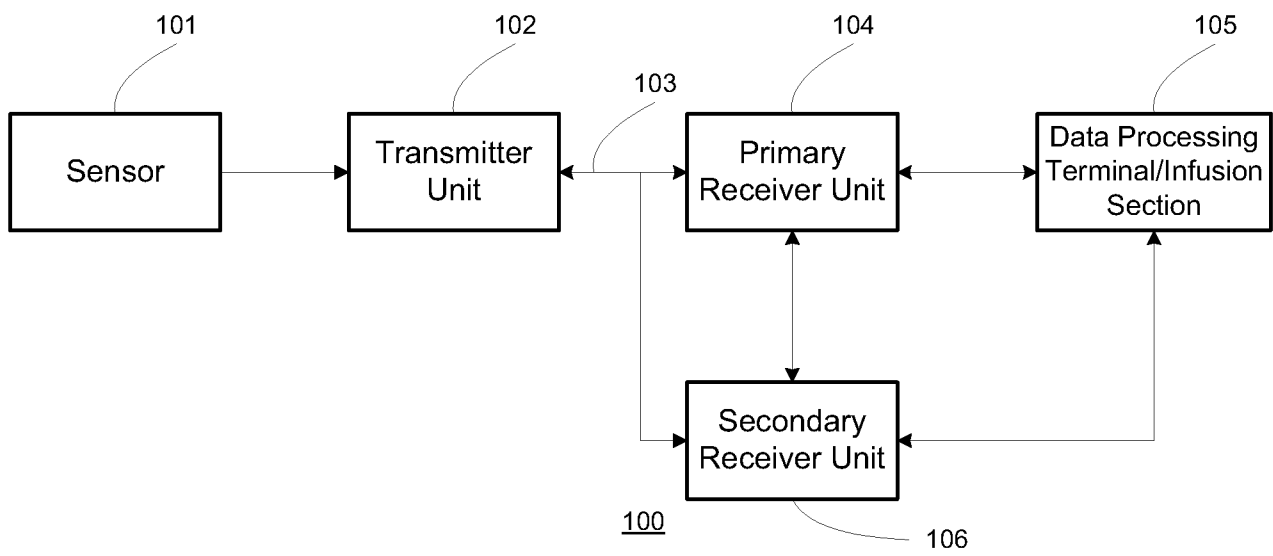 101
102
103
104
105
Sensor
Transmitter
Unit
Primary
Receiver Unit
Data Processing
Terminal/Infusion
Section
Secondary
Receiver Unit
100
106